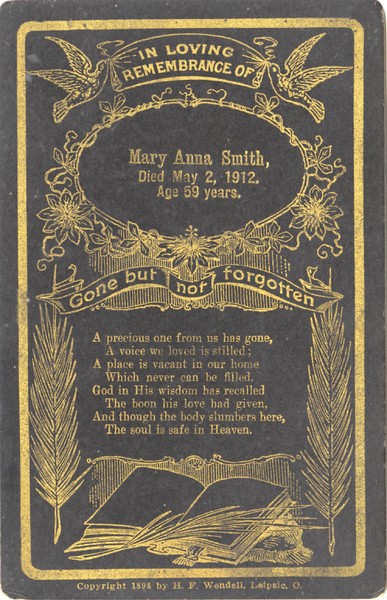 IN LOVING
REMEMBRANCE OF
Mary Anna Smith,
Died May 2, 1912.
Age 59 years.
Gone but not forgotten
A precious one from us has gone,
A voice we loved is stilled;
A place is vacant in our home
Which never can be filled.
God in His wisdom has recalled
The boon his love had given,
And though the body slumbers here,
The soul is safe in Heaven.
Copyright 1898 by H. F. Wendell, Leipsic, O.